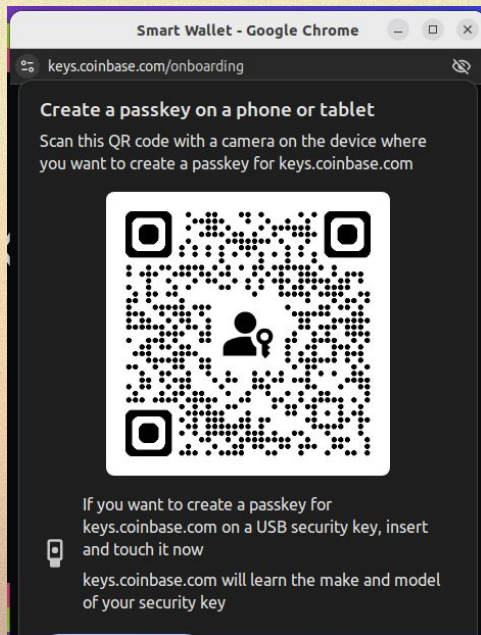 Smart Wallet - Google Chrome
keys.coinbase.com/onboarding
Create a passkey on a phone or tablet
Scan this QR code with a camera on the device where
you want to create a passkey for keys.coinbase.com
If you want to create a passkey for
keys.coinbase.com on a USB security key, insert
and touch it now
keys.coinbase.com will learn the make and model
of your security key